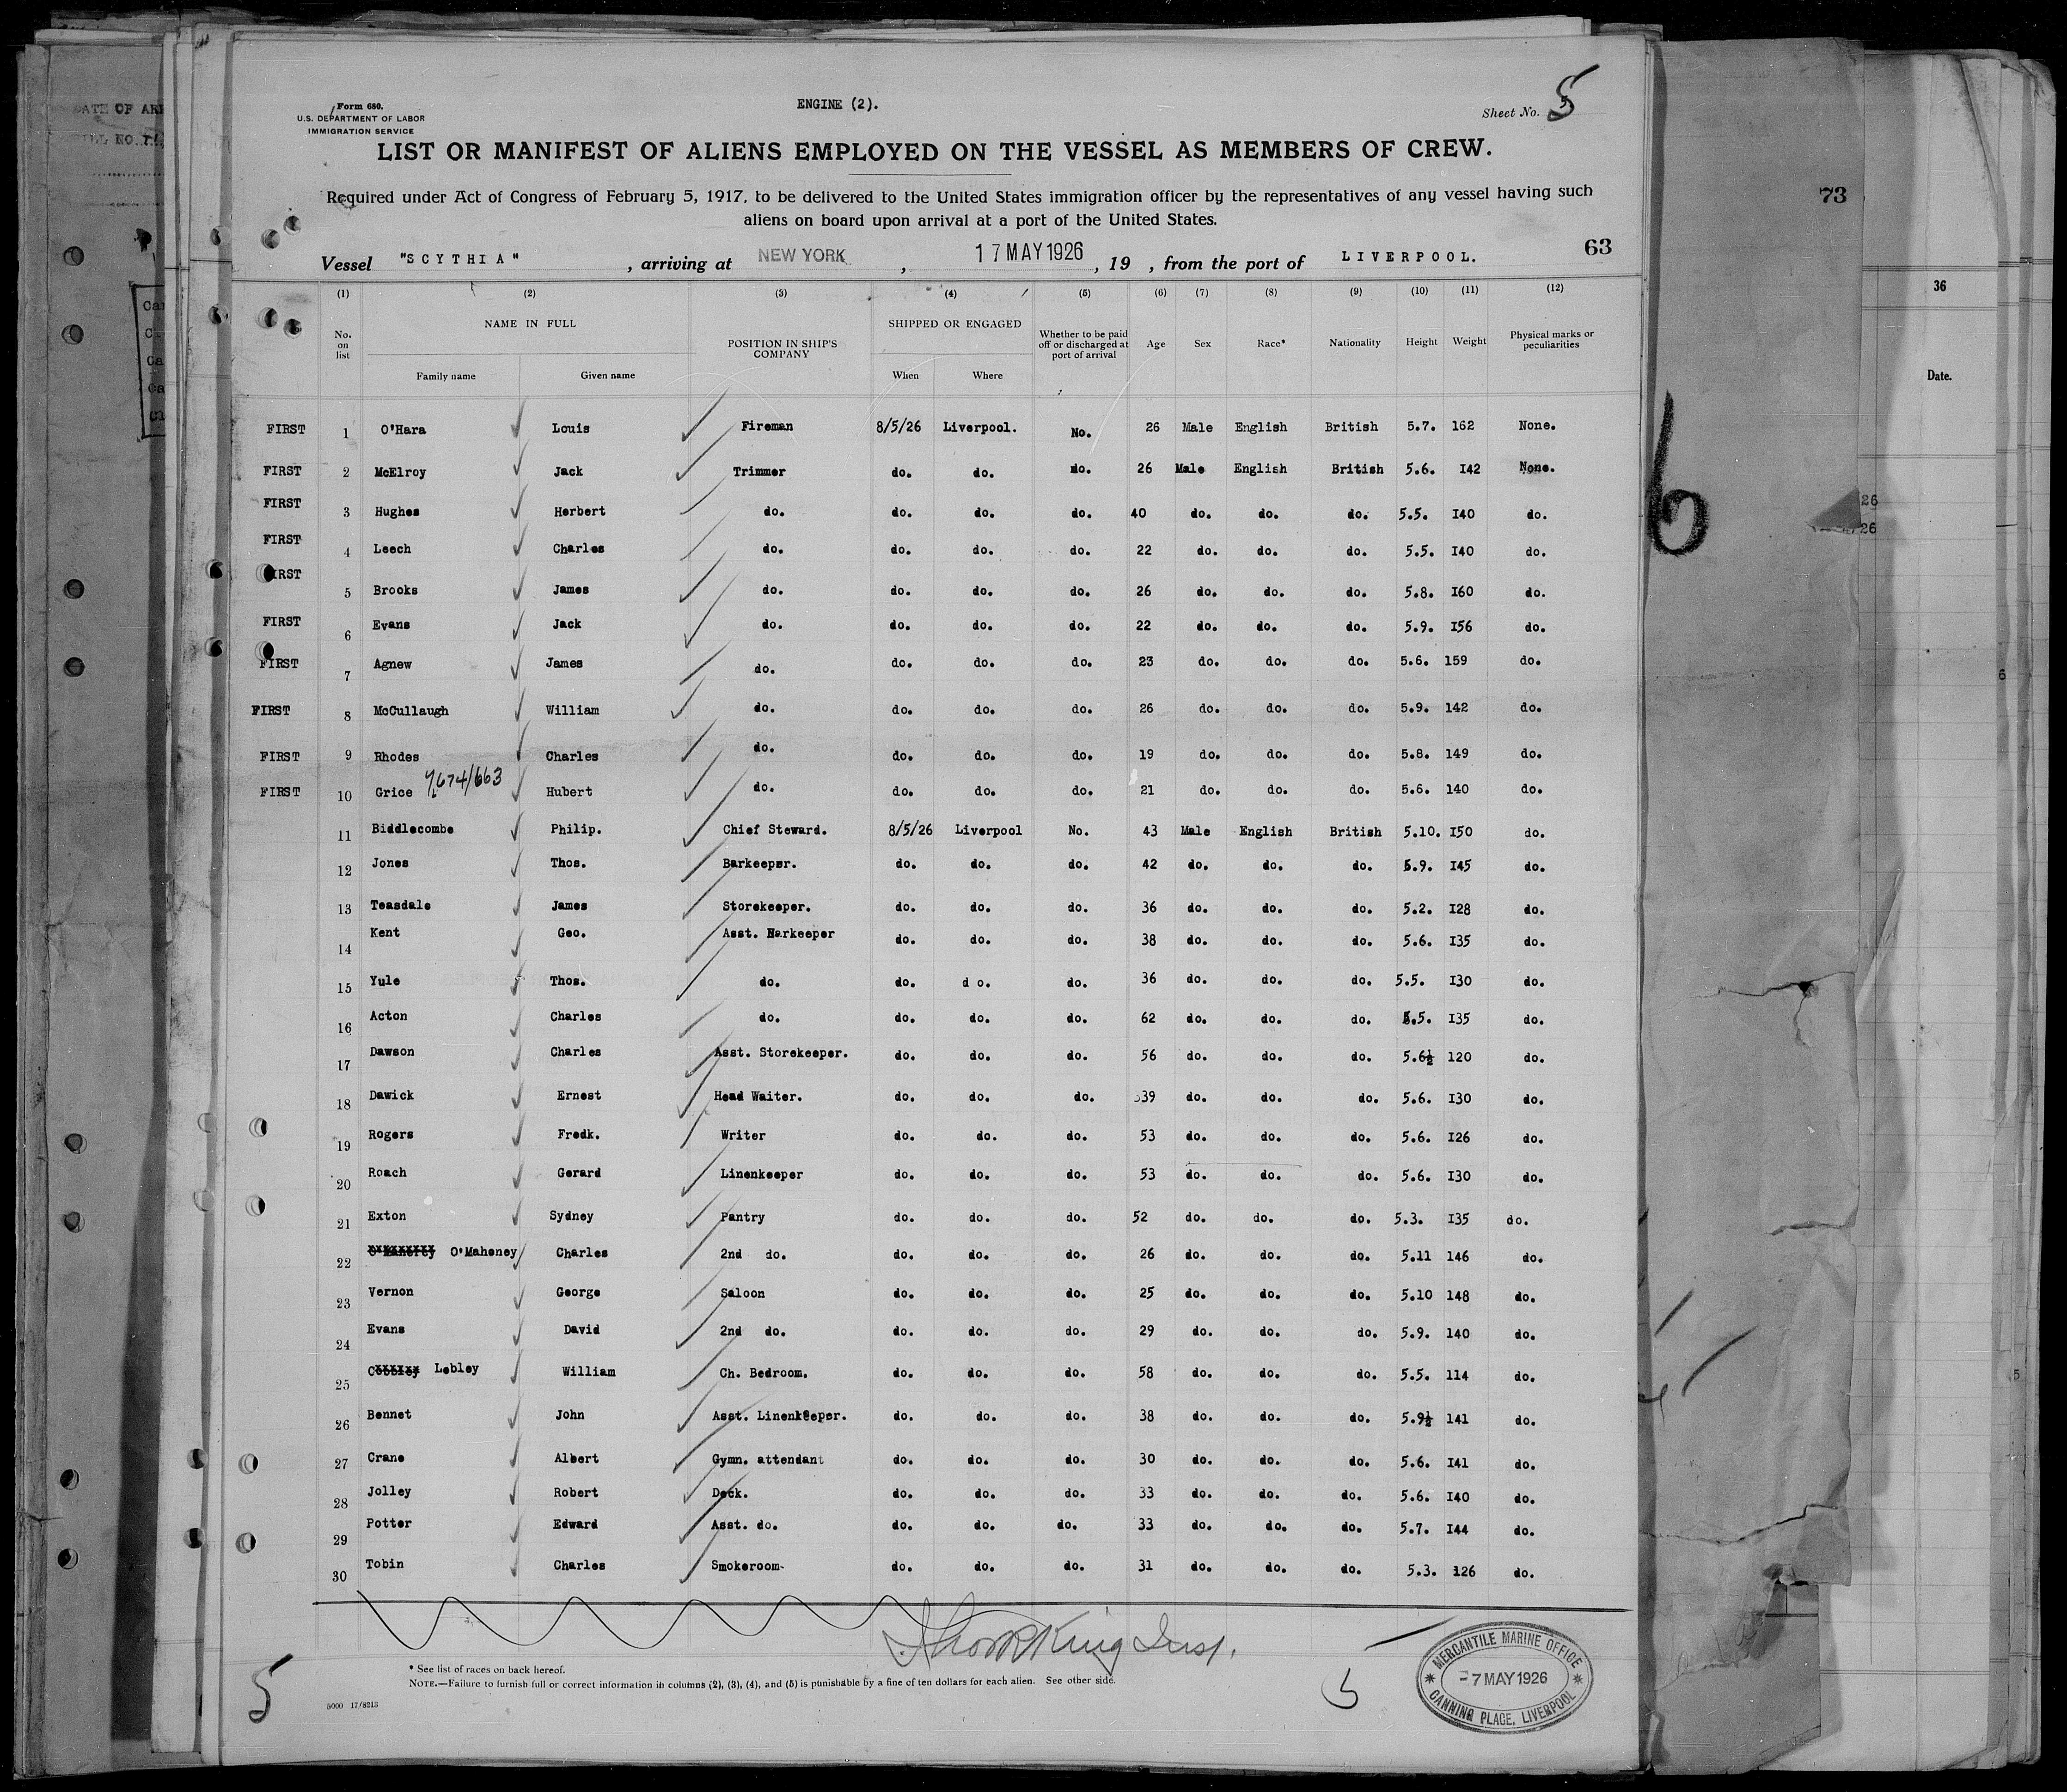 DATE OF
Form 680.
U.S. DEPARTMENT OF LABOR
IMMIGRATION SERVICE
ENGINE (2).
Sheet No. 5
LIST OR MANIFEST OF ALIENS EMPLOYED ON THE VESSEL AS MEMBERS OF CREW.
Required under Act of Congress of February 5, 1917, to be delivered to the United States immigration officer by the representatives of any vessel having such
aliens on board upon arrival at a port of the United States.
73
63
Vessel "SCYTHIA" , arriving at NEW YORK , 17 MAY 1926 , 19 , from the port of LIVERPOOL.
(1) (2) (3) (4) (5) (6) (7) (8) (9) (10) (11) (12)
No. on list NAME IN FULL POSITION IN SHIP'S COMPANY SHIPPED OR ENGAGED Whether to be paid off or discharged at port of arrival Age Sex Race* Nationality Height Weight Physical marks or peculiarities
Family name Given name When Where
36
Date.
FIRST 1 O'Hara Louis Fireman 8/5/26 Liverpool. No. 26 Male English British 5.7. 162 None.
FIRST 2 McElroy Jack Trimmer do. do. do. 26 Male English British 5.6. 142 None.
FIRST 3 Hughes Herbert do. do. do. do. 40 do. do. do. 5.5. 140 do.
FIRST 4 Leech Charles do. do. do. do. 22 do. do. do. 5.5. 140 do.
FIRST 5 Brooks James do. do. do. do. 26 do. do. do. 5.8. 160 do.
FIRST 6 Evans Jack do. do. do. do. 22 do. do. do. 5.9. 156 do.
FIRST 7 Agnew James do. do. do. do. 23 do. do. do. 5.6. 159 do.
FIRST 8 McCullaugh William do. do. do. do. 26 do. do. do. 5.9. 142 do.
FIRST 9 Rhodes Charles do. do. do. do. 19 do. do. do. 5.8. 149 do.
FIRST 10 Grice Hubert do. do. do. do. 21 do. do. do. 5.6. 140 do.
11 Biddlecombe Philip. Chief Steward. 8/5/26 Liverpool No. 43 Male English British 5.10. 150 do.
12 Jones Thos. Barkeeper. do. do. do. 42 do. do. do. 5.9. 145 do.
13 Teasdale James Storekeeper. do. do. do. 36 do. do. do. 5.2. 128 do.
14 Kent Geo. Asst. Barkeeper do. do. do. 38 do. do. do. 5.6. 135 do.
15 Yule Thos. do. do. d o. do. 36 do. do. do. 5.5. 130 do.
16 Acton Charles do. do. do. do. 62 do. do. do. 5.5. 135 do.
17 Dawson Charles Asst. Storekeeper. do. do. do. 56 do. do. do. 5.6½ 120 do.
18 Dawick Ernest Head Waiter. do. do. do. 39 do. do. do. 5.6. 130 do.
19 Rogers Fredk. Writer do. do. do. 53 do. do. do. 5.6. 126 do.
20 Roach Gerard Linenkeeper do. do. do. 53 do. do. do. 5.6. 130 do.
21 Exton Sydney Pantry do. do. do. 52 do. do. do. 5.3. 135 do.
22 O'Mahoney Charles 2nd do. do. do. do. 26 do. do. do. 5.11 146 do.
23 Vernon George Saloon do. do. do. 25 do. do. do. 5.10 148 do.
24 Evans David 2nd do. do. do. do. 29 do. do. do. 5.9. 140 do.
25 Lebley William Ch. Bedroom. do. do. do. 58 do. do. do. 5.5. 114 do.
26 Bennet John Asst. Linenkeeper. do. do. do. 38 do. do. do. 5.9½ 141 do.
27 Crane Albert Gymn. attendant do. do. do. 30 do. do. do. 5.6. 141 do.
28 Jolley Robert Deck. do. do. do. 33 do. do. do. 5.6. 140 do.
29 Potter Edward Asst. do. do. do. do. 33 do. do. do. 5.7. 144 do.
30 Tobin Charles Smokeroom do. do. do. 31 do. do. do. 5.3. 126 do.
King Insp.
* See list of races on back hereof.
NOTE.—Failure to furnish full or correct information in columns (2), (3), (4), and (5) is punishable by a fine of ten dollars for each alien. See other side.
5000 17/8213
5
5
MERCANTILE MARINE OFFICE
-7 MAY 1926
CANNING PLACE, LIVERPOOL